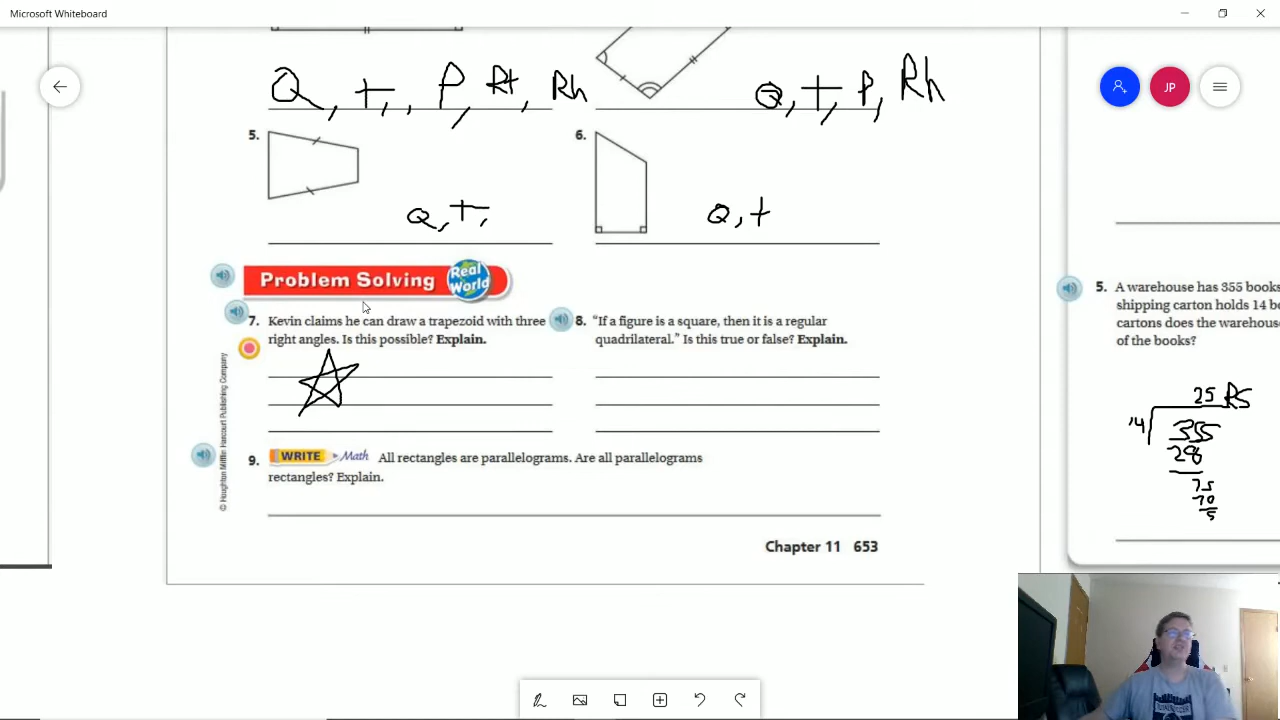 Microsoft Whiteboard
Q, t, P, Rt, Rh
Q, t, P, Rh
5.
6.
Q, t,
Q, t
Problem Solving Real World
7. Kevin claims he can draw a trapezoid with three
right angles. Is this possible? Explain.
8. “If a figure is a square, then it is a regular
quadrilateral.” Is this true or false? Explain.
© Houghton Mifflin Harcourt Publishing Company
9. WRITE Math All rectangles are parallelograms. Are all parallelograms
rectangles? Explain.
Chapter 11 653
JP
5. A warehouse has 355 books
shipping carton holds 14 bo
cartons does the warehous
of the books?
25 R5
14 355
28
75
70
5